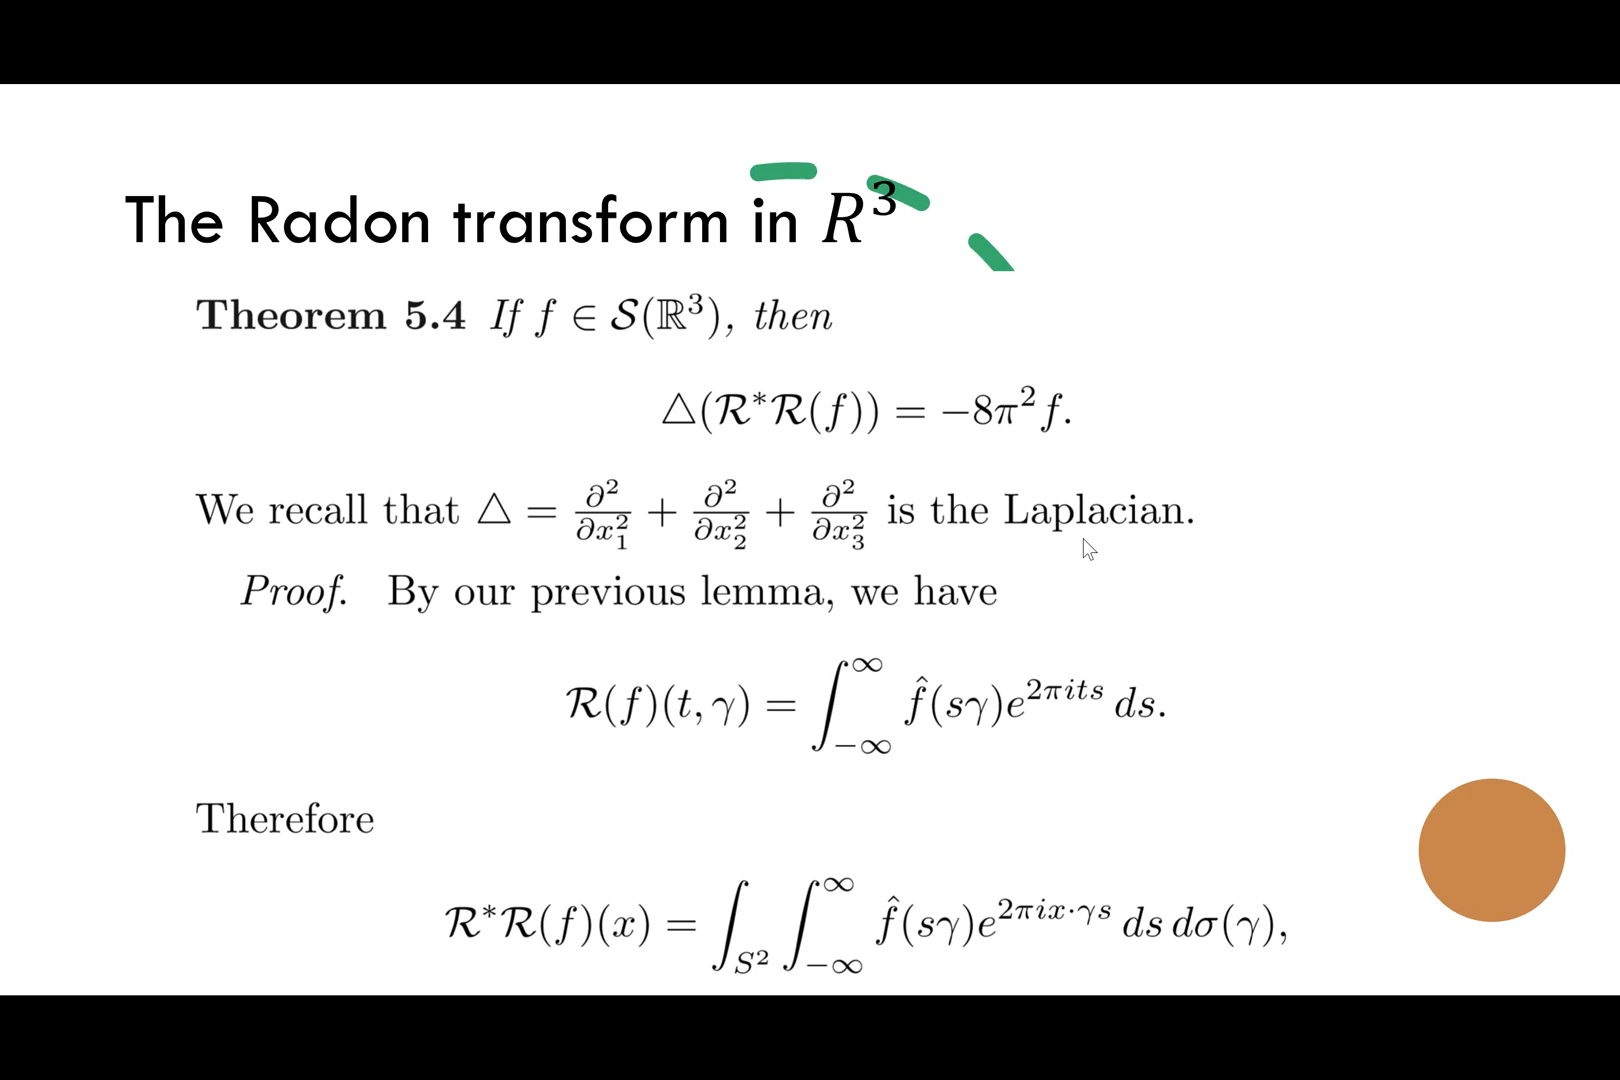 The Radon transform in R³
Theorem 5.4 If f ∈ 𝒮(ℝ³), then
△(ℛ*ℛ(f)) = −8π²f.
We recall that △ = ∂²/∂x₁² + ∂²/∂x₂² + ∂²/∂x₃² is the Laplacian.
Proof. By our previous lemma, we have
ℛ(f)(t, γ) = ∫_{−∞}^{∞} f̂(sγ)e^{2πits} ds.
Therefore
ℛ*ℛ(f)(x) = ∫_{S²} ∫_{−∞}^{∞} f̂(sγ)e^{2πix·γs} ds dσ(γ),